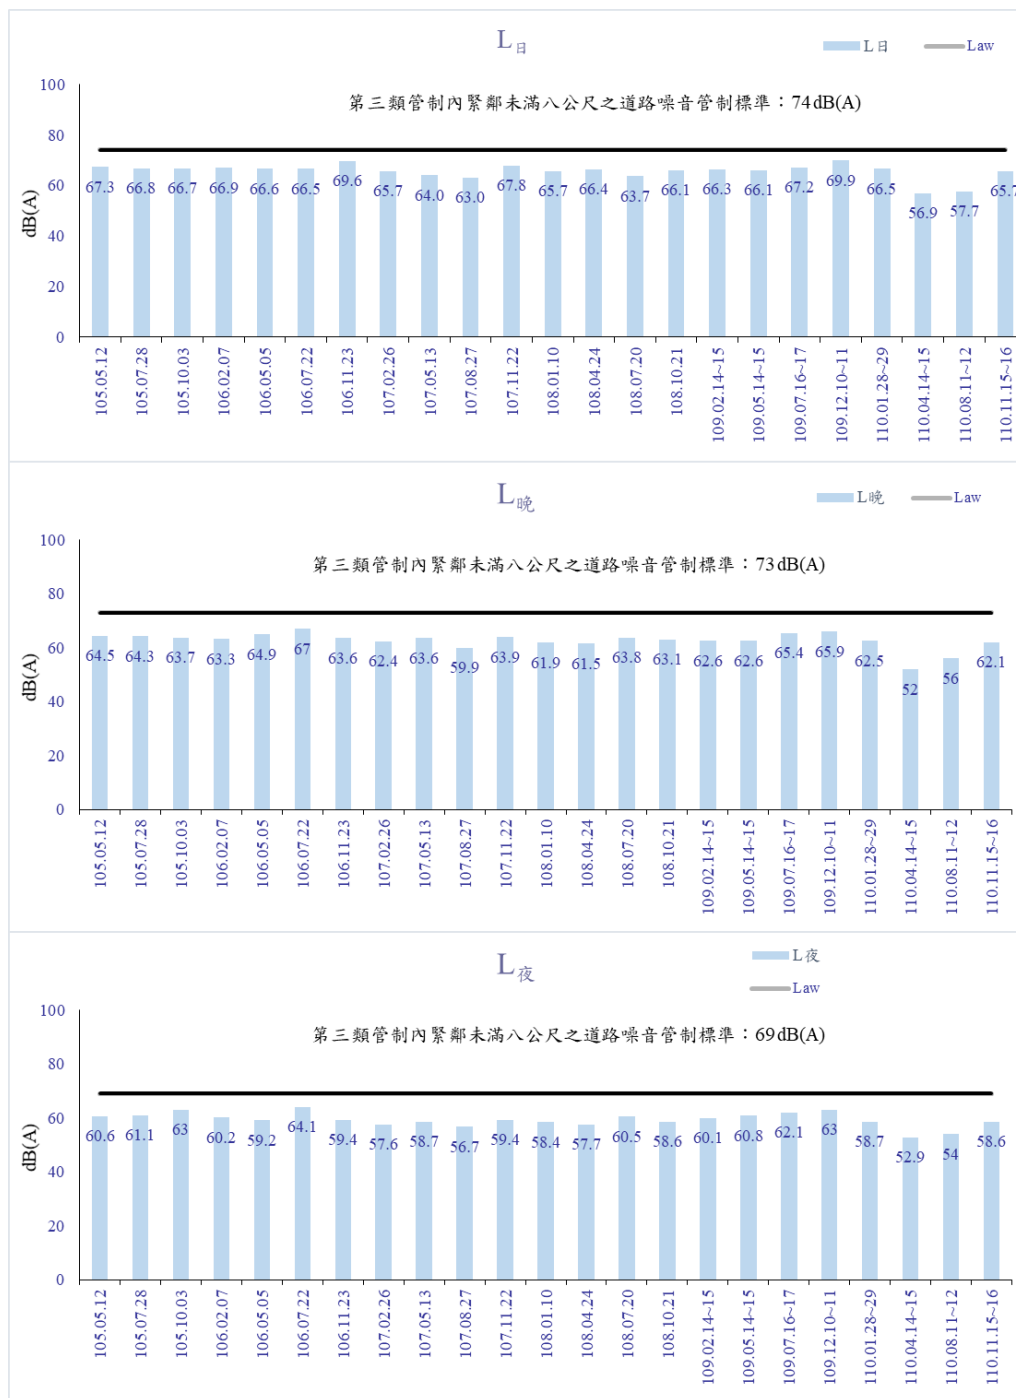 L日
L日 Law
第三類管制內緊鄰未滿八公尺之道路噪音管制標準：74dB(A)
dB(A)
100
80
60
40
20
0
67.3 66.8 66.7 66.9 66.6 66.5 69.6 65.7 64.0 63.0 67.8 65.7 66.4 63.7 66.1 66.3 66.1 67.2 69.9 66.5 56.9 57.7 65.7
105.05.12 105.07.28 105.10.03 106.02.07 106.05.05 106.07.22 106.11.23 107.02.26 107.05.13 107.08.27 107.11.22 108.01.10 108.04.24 108.07.20 108.10.21 109.02.14~15 109.05.14~15 109.07.16~17 109.12.10~11 110.01.28~29 110.04.14~15 110.08.11~12 110.11.15~16
L晚
L晚 Law
第三類管制內緊鄰未滿八公尺之道路噪音管制標準：73dB(A)
dB(A)
100
80
60
40
20
0
64.5 64.3 63.7 63.3 64.9 67 63.6 62.4 63.6 59.9 63.9 61.9 61.5 63.8 63.1 62.6 62.6 65.4 65.9 62.5 52 56 62.1
105.05.12 105.07.28 105.10.03 106.02.07 106.05.05 106.07.22 106.11.23 107.02.26 107.05.13 107.08.27 107.11.22 108.01.10 108.04.24 108.07.20 108.10.21 109.02.14~15 109.05.14~15 109.07.16~17 109.12.10~11 110.01.28~29 110.04.14~15 110.08.11~12 110.11.15~16
L夜
L夜
Law
第三類管制內緊鄰未滿八公尺之道路噪音管制標準：69dB(A)
dB(A)
100
80
60
40
20
0
60.6 61.1 63 60.2 59.2 64.1 59.4 57.6 58.7 56.7 59.4 58.4 57.7 60.5 58.6 60.1 60.8 62.1 63 58.7 52.9 54 58.6
105.05.12 105.07.28 105.10.03 106.02.07 106.05.05 106.07.22 106.11.23 107.02.26 107.05.13 107.08.27 107.11.22 108.01.10 108.04.24 108.07.20 108.10.21 109.02.14~15 109.05.14~15 109.07.16~17 109.12.10~11 110.01.28~29 110.04.14~15 110.08.11~12 110.11.15~16